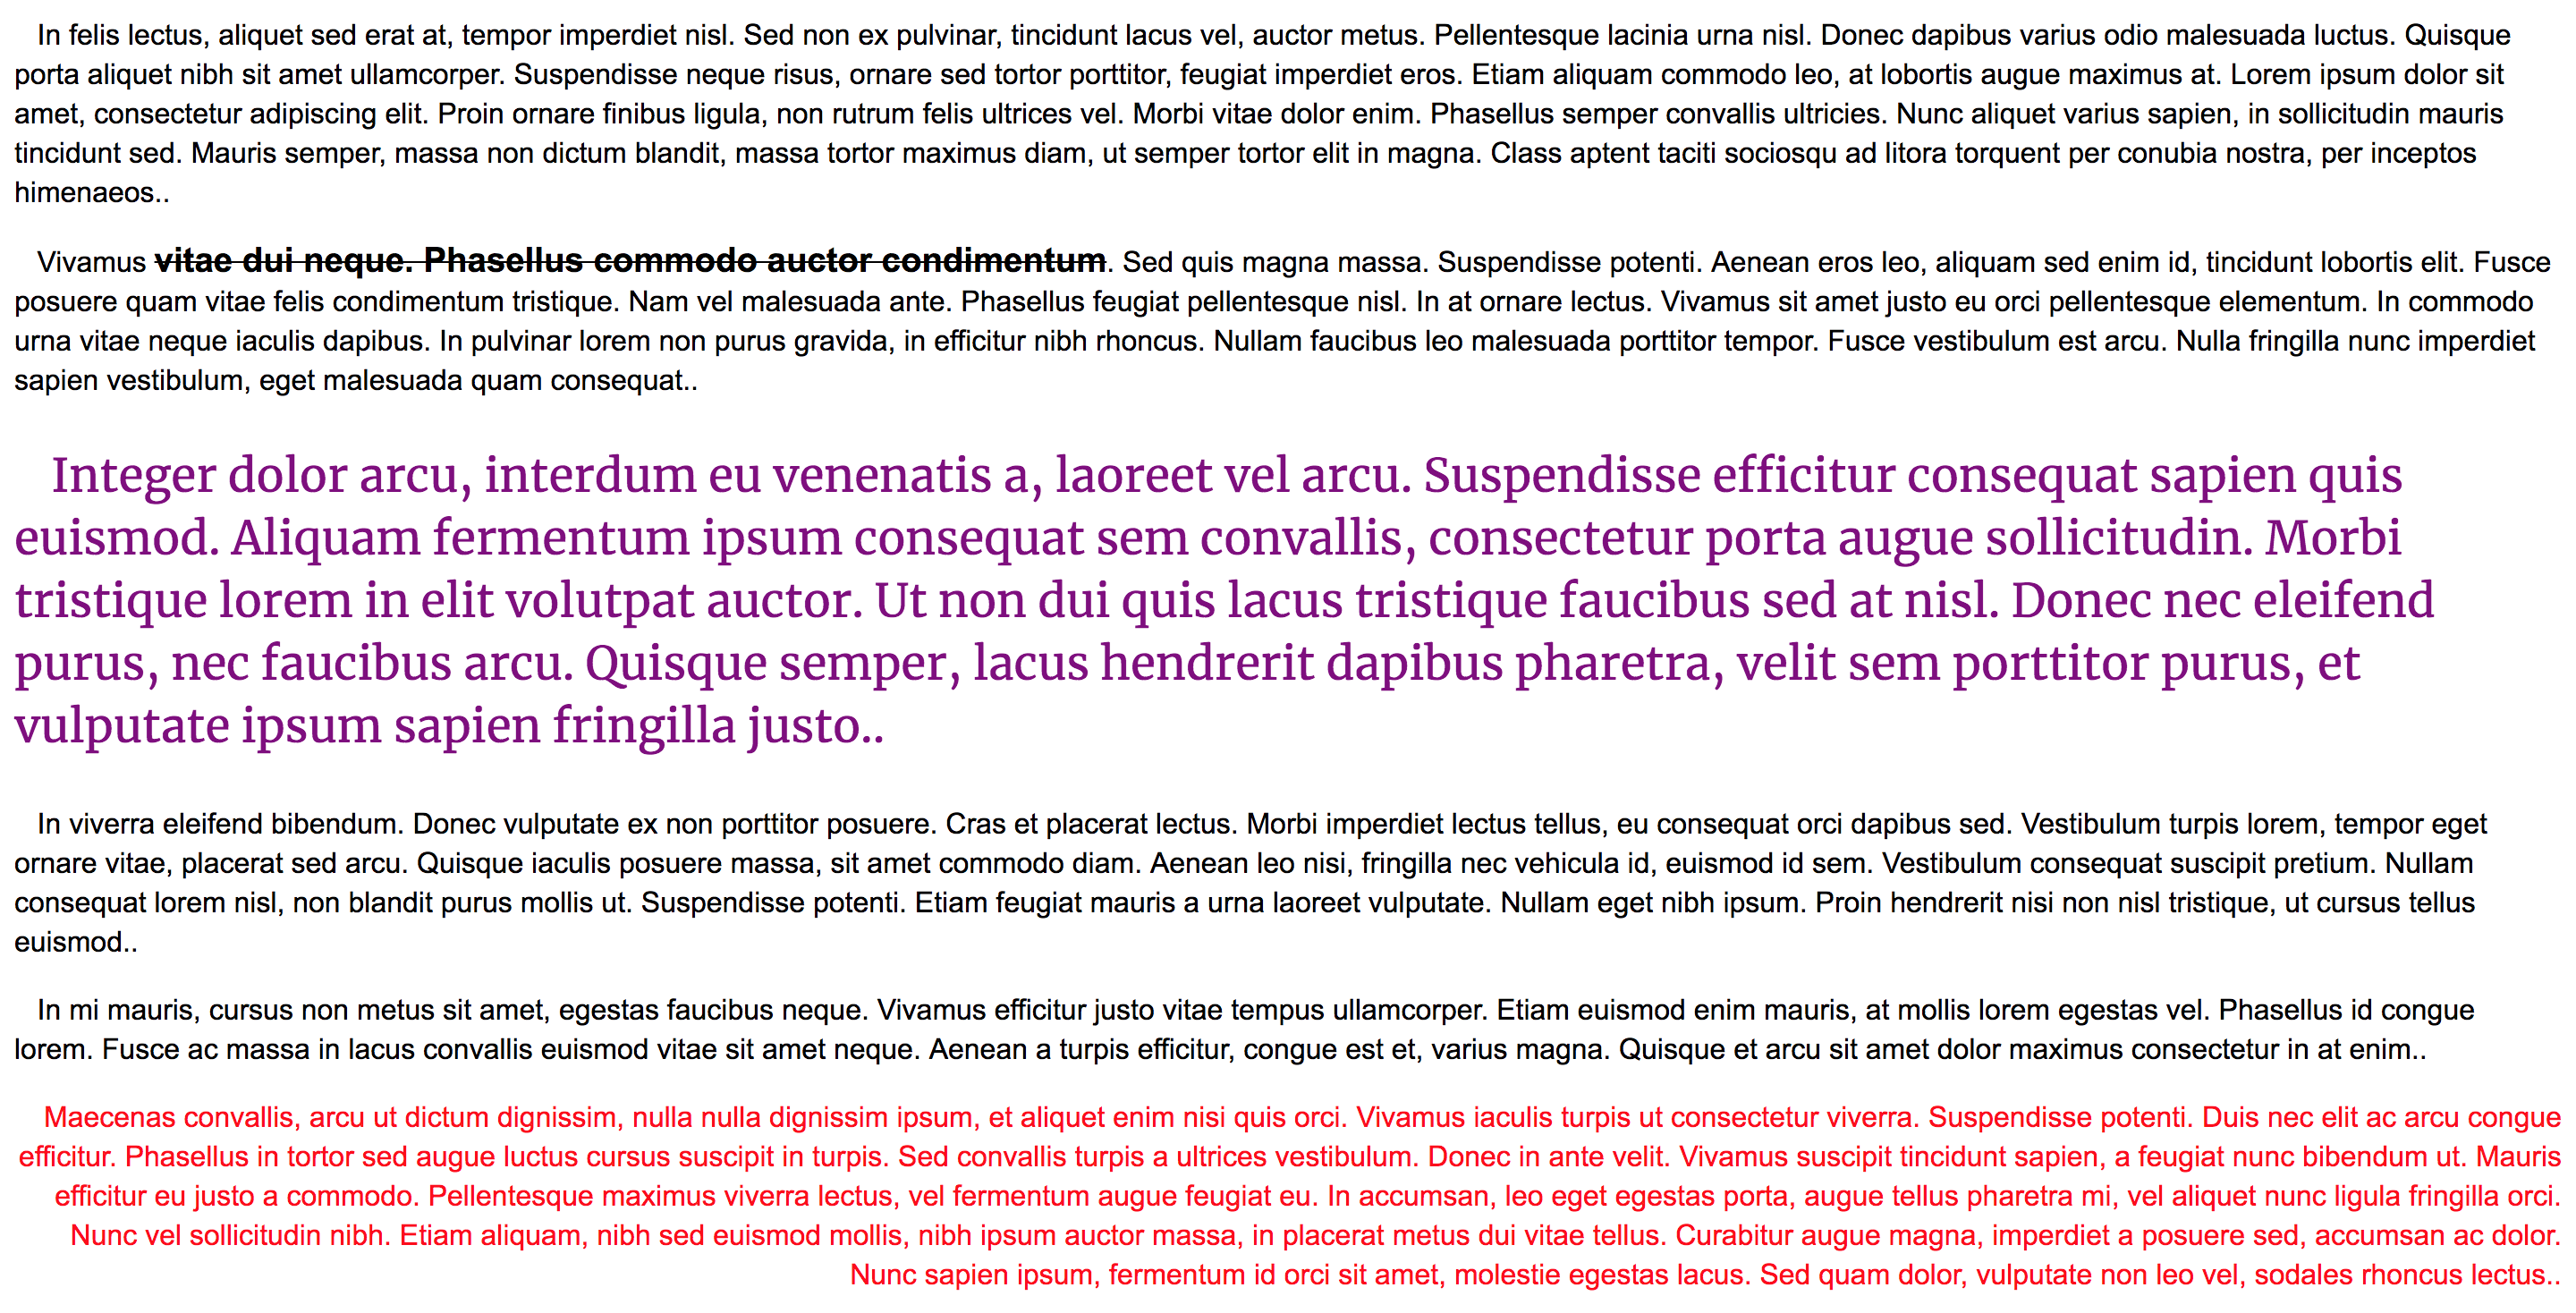 In felis lectus, aliquet sed erat at, tempor imperdiet nisl. Sed non ex pulvinar, tincidunt lacus vel, auctor metus. Pellentesque lacinia urna nisl. Donec dapibus varius odio malesuada luctus. Quisque
porta aliquet nibh sit amet ullamcorper. Suspendisse neque risus, ornare sed tortor porttitor, feugiat imperdiet eros. Etiam aliquam commodo leo, at lobortis augue maximus at. Lorem ipsum dolor sit
amet, consectetur adipiscing elit. Proin ornare finibus ligula, non rutrum felis ultrices vel. Morbi vitae dolor enim. Phasellus semper convallis ultricies. Nunc aliquet varius sapien, in sollicitudin mauris
tincidunt sed. Mauris semper, massa non dictum blandit, massa tortor maximus diam, ut semper tortor elit in magna. Class aptent taciti sociosqu ad litora torquent per conubia nostra, per inceptos
himenaeos..
Vivamus vitae dui neque. Phasellus commodo auctor condimentum. Sed quis magna massa. Suspendisse potenti. Aenean eros leo, aliquam sed enim id, tincidunt lobortis elit. Fusce
posuere quam vitae felis condimentum tristique. Nam vel malesuada ante. Phasellus feugiat pellentesque nisl. In at ornare lectus. Vivamus sit amet justo eu orci pellentesque elementum. In commodo
urna vitae neque iaculis dapibus. In pulvinar lorem non purus gravida, in efficitur nibh rhoncus. Nullam faucibus leo malesuada porttitor tempor. Fusce vestibulum est arcu. Nulla fringilla nunc imperdiet
sapien vestibulum, eget malesuada quam consequat..
Integer dolor arcu, interdum eu venenatis a, laoreet vel arcu. Suspendisse efficitur consequat sapien quis
euismod. Aliquam fermentum ipsum consequat sem convallis, consectetur porta augue sollicitudin. Morbi
tristique lorem in elit volutpat auctor. Ut non dui quis lacus tristique faucibus sed at nisl. Donec nec eleifend
purus, nec faucibus arcu. Quisque semper, lacus hendrerit dapibus pharetra, velit sem porttitor purus, et
vulputate ipsum sapien fringilla justo..
In viverra eleifend bibendum. Donec vulputate ex non porttitor posuere. Cras et placerat lectus. Morbi imperdiet lectus tellus, eu consequat orci dapibus sed. Vestibulum turpis lorem, tempor eget
ornare vitae, placerat sed arcu. Quisque iaculis posuere massa, sit amet commodo diam. Aenean leo nisi, fringilla nec vehicula id, euismod id sem. Vestibulum consequat suscipit pretium. Nullam
consequat lorem nisl, non blandit purus mollis ut. Suspendisse potenti. Etiam feugiat mauris a urna laoreet vulputate. Nullam eget nibh ipsum. Proin hendrerit nisi non nisl tristique, ut cursus tellus
euismod..
In mi mauris, cursus non metus sit amet, egestas faucibus neque. Vivamus efficitur justo vitae tempus ullamcorper. Etiam euismod enim mauris, at mollis lorem egestas vel. Phasellus id congue
lorem. Fusce ac massa in lacus convallis euismod vitae sit amet neque. Aenean a turpis efficitur, congue est et, varius magna. Quisque et arcu sit amet dolor maximus consectetur in at enim..
Maecenas convallis, arcu ut dictum dignissim, nulla nulla dignissim ipsum, et aliquet enim nisi quis orci. Vivamus iaculis turpis ut consectetur viverra. Suspendisse potenti. Duis nec elit ac arcu congue
efficitur. Phasellus in tortor sed augue luctus cursus suscipit in turpis. Sed convallis turpis a ultrices vestibulum. Donec in ante velit. Vivamus suscipit tincidunt sapien, a feugiat nunc bibendum ut. Mauris
efficitur eu justo a commodo. Pellentesque maximus viverra lectus, vel fermentum augue feugiat eu. In accumsan, leo eget egestas porta, augue tellus pharetra mi, vel aliquet nunc ligula fringilla orci.
Nunc vel sollicitudin nibh. Etiam aliquam, nibh sed euismod mollis, nibh ipsum auctor massa, in placerat metus dui vitae tellus. Curabitur augue magna, imperdiet a posuere sed, accumsan ac dolor.
Nunc sapien ipsum, fermentum id orci sit amet, molestie egestas lacus. Sed quam dolor, vulputate non leo vel, sodales rhoncus lectus..